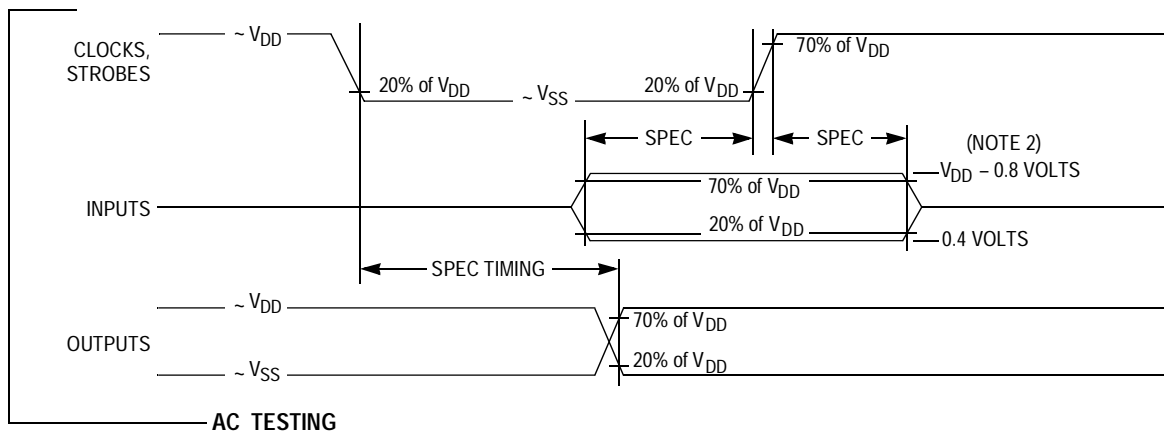 CLOCKS,
STROBES
~ VDD
20% of VDD
~ VSS
20% of VDD
70% of VDD
SPEC
SPEC
(NOTE 2)
VDD – 0.8 VOLTS
INPUTS
70% of VDD
20% of VDD
0.4 VOLTS
SPEC TIMING
OUTPUTS
~ VDD
70% of VDD
20% of VDD
~ VSS
AC TESTING